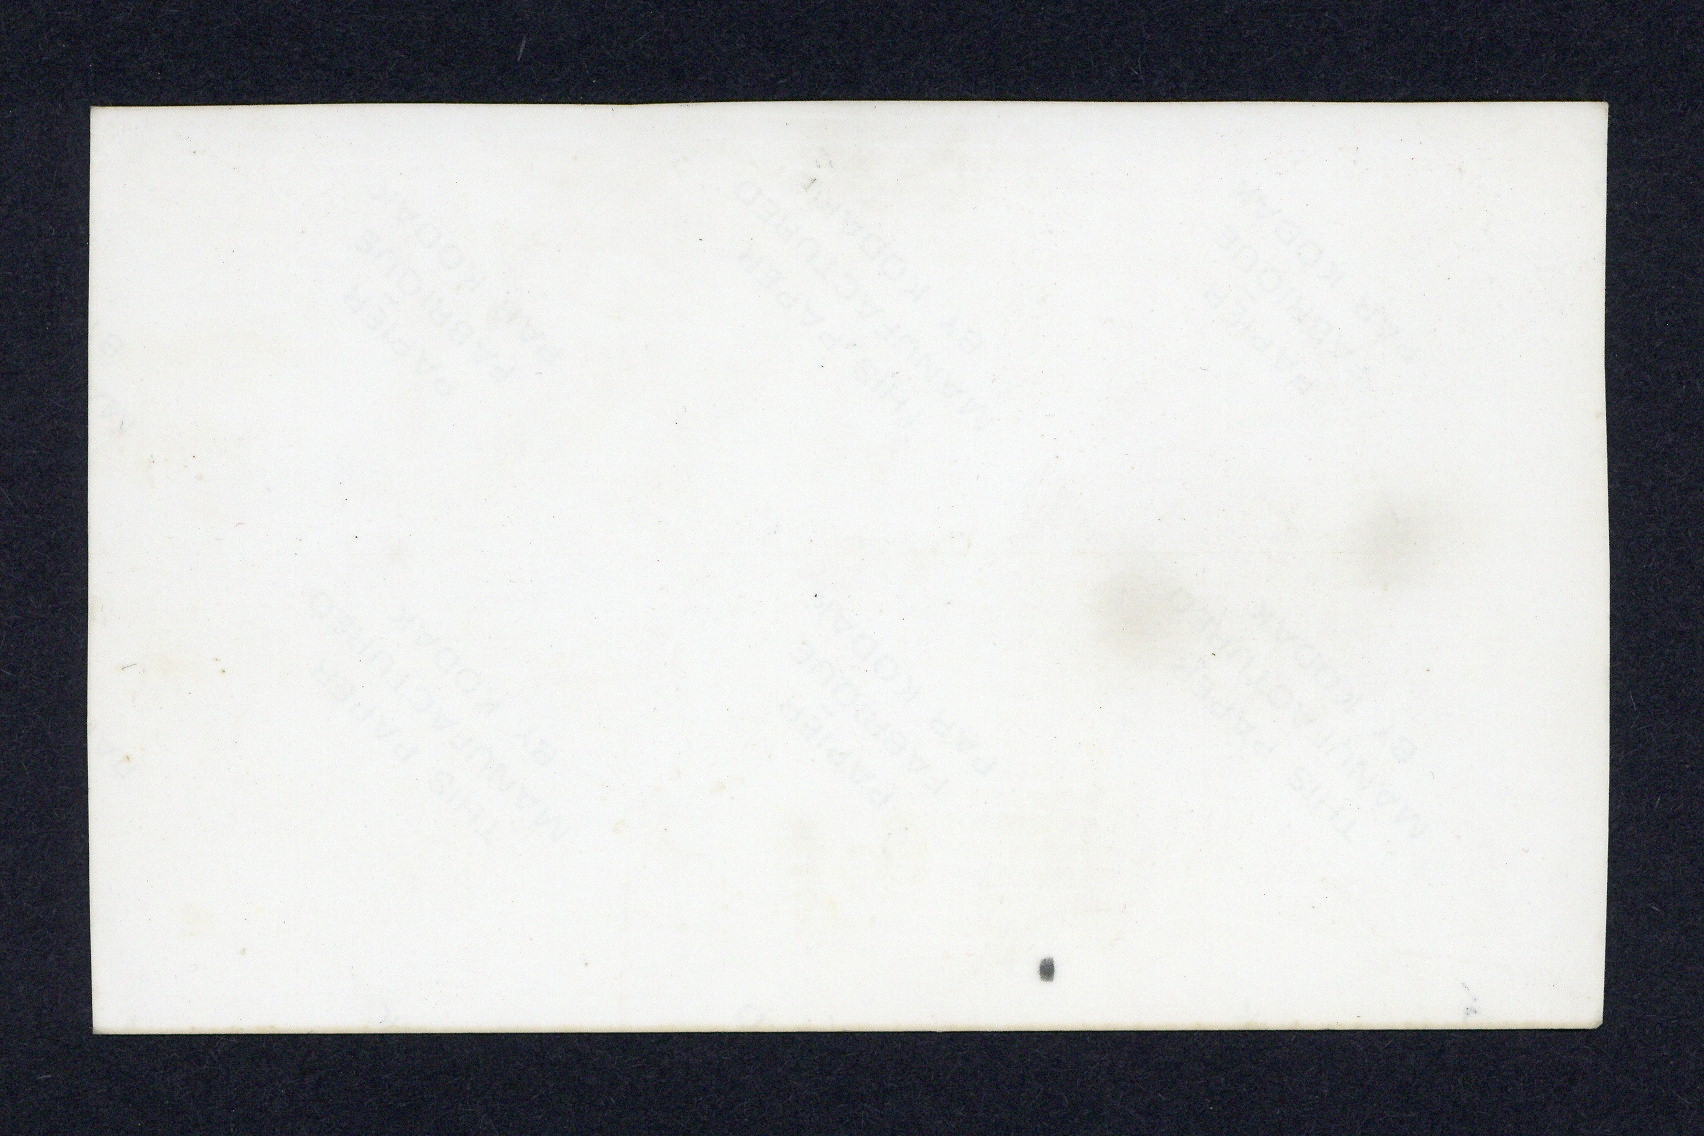 PAPIER
FABRIQUE
PAR KODAK
THIS PAPER
MANUFACTURED
BY KODAK
PAPIER
FABRIQUE
PAR KODAK
THIS PAPER
MANUFACTURED
BY KODAK
PAPIER
FABRIQUE
PAR KODAK
THIS PAPER
MANUFACTURED
BY KODAK